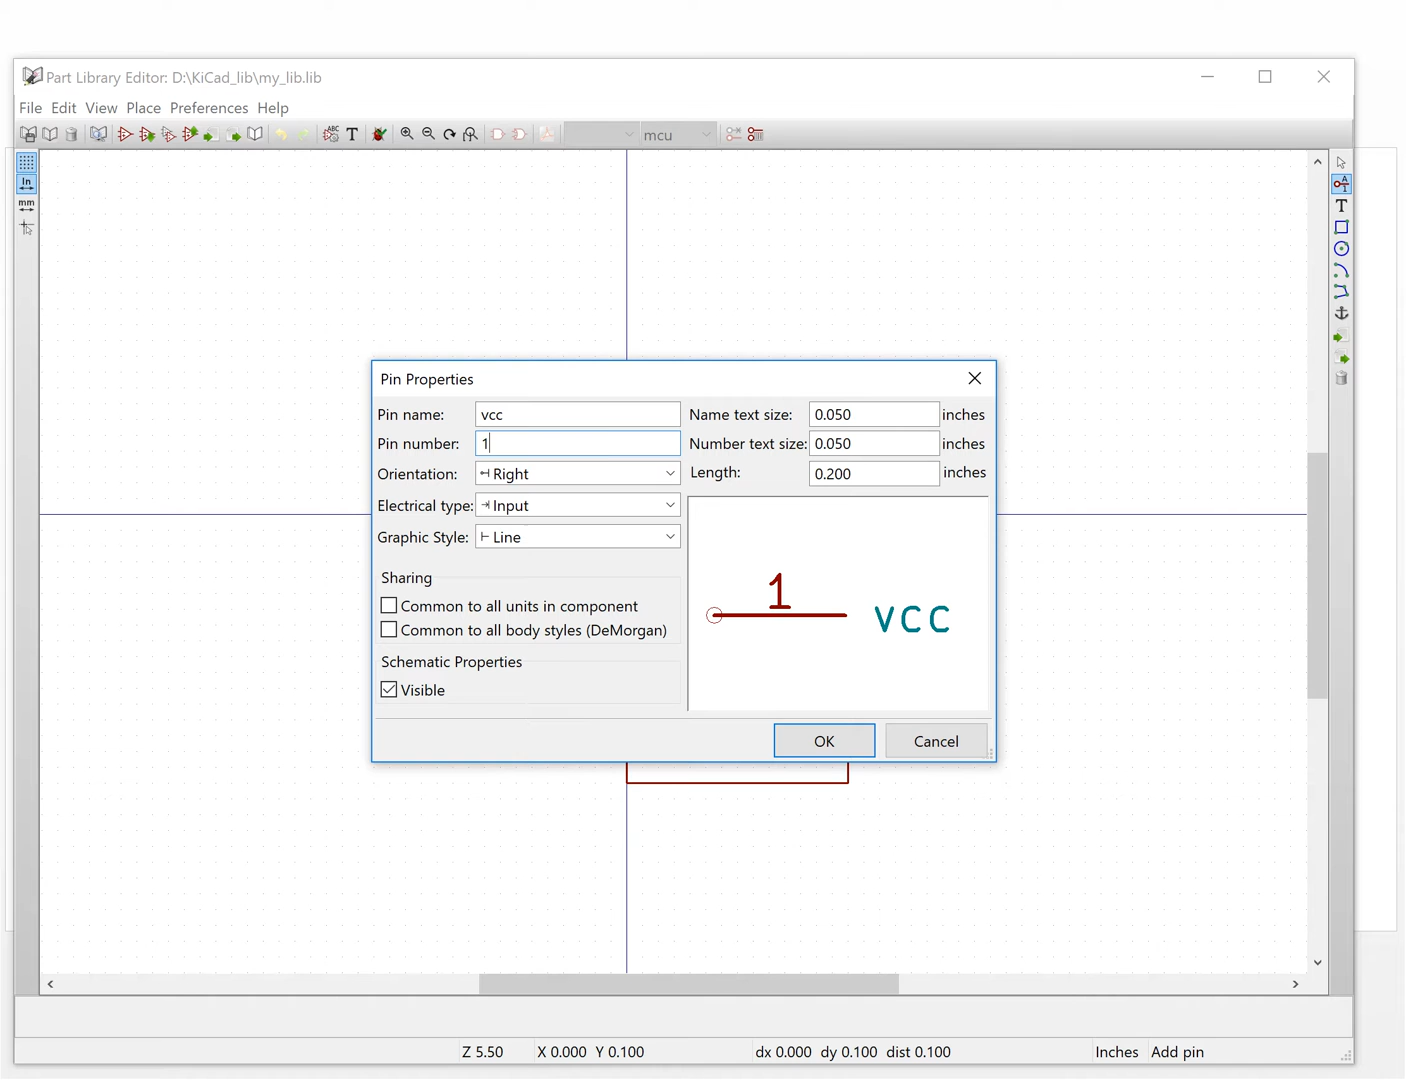 Part Library Editor: D:\KiCad_lib\my_lib.lib
File Edit View Place Preferences Help
ABC T mcu
In
mm
A
1
T
Pin Properties
Pin name: vcc Name text size: 0.050 inches
Pin number: 1 Number text size: 0.050 inches
Orientation: Right Length: 0.200 inches
Electrical type: Input
Graphic Style: Line
Sharing
Common to all units in component
Common to all body styles (DeMorgan)
Schematic Properties
Visible
1
vcc
OK Cancel
Z 5.50 X 0.000 Y 0.100 dx 0.000 dy 0.100 dist 0.100 Inches Add pin